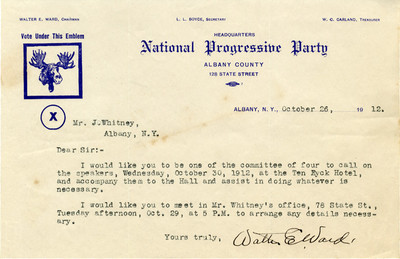 WALTER E. WARD, CHAIRMAN L. L. BOYCE, SECRETARY W. O. GARLAND, TREASURER
Vote Under This Emblem
HEADQUARTERS
National Progressive Party
ALBANY COUNTY
128 STATE STREET
X
ALBANY, N. Y., October 26, 1912.
Mr. J.Whitney,
Albany, N.Y.
Dear Sir:-
I would like you to be one of the committee of four to call on
the speakers, Wednesday, October 30, 1912, at the Ten Eyck Hotel,
and accompany them to the Hall and assist in doing whatever is
necessary.
I would like you to meet in Mr. Whitney's office, 78 State St.,
Tuesday afternoon, Oct. 29, at 5 P.M. to arrange any details necess-
ary.
Yours truly, Walter E. Ward.